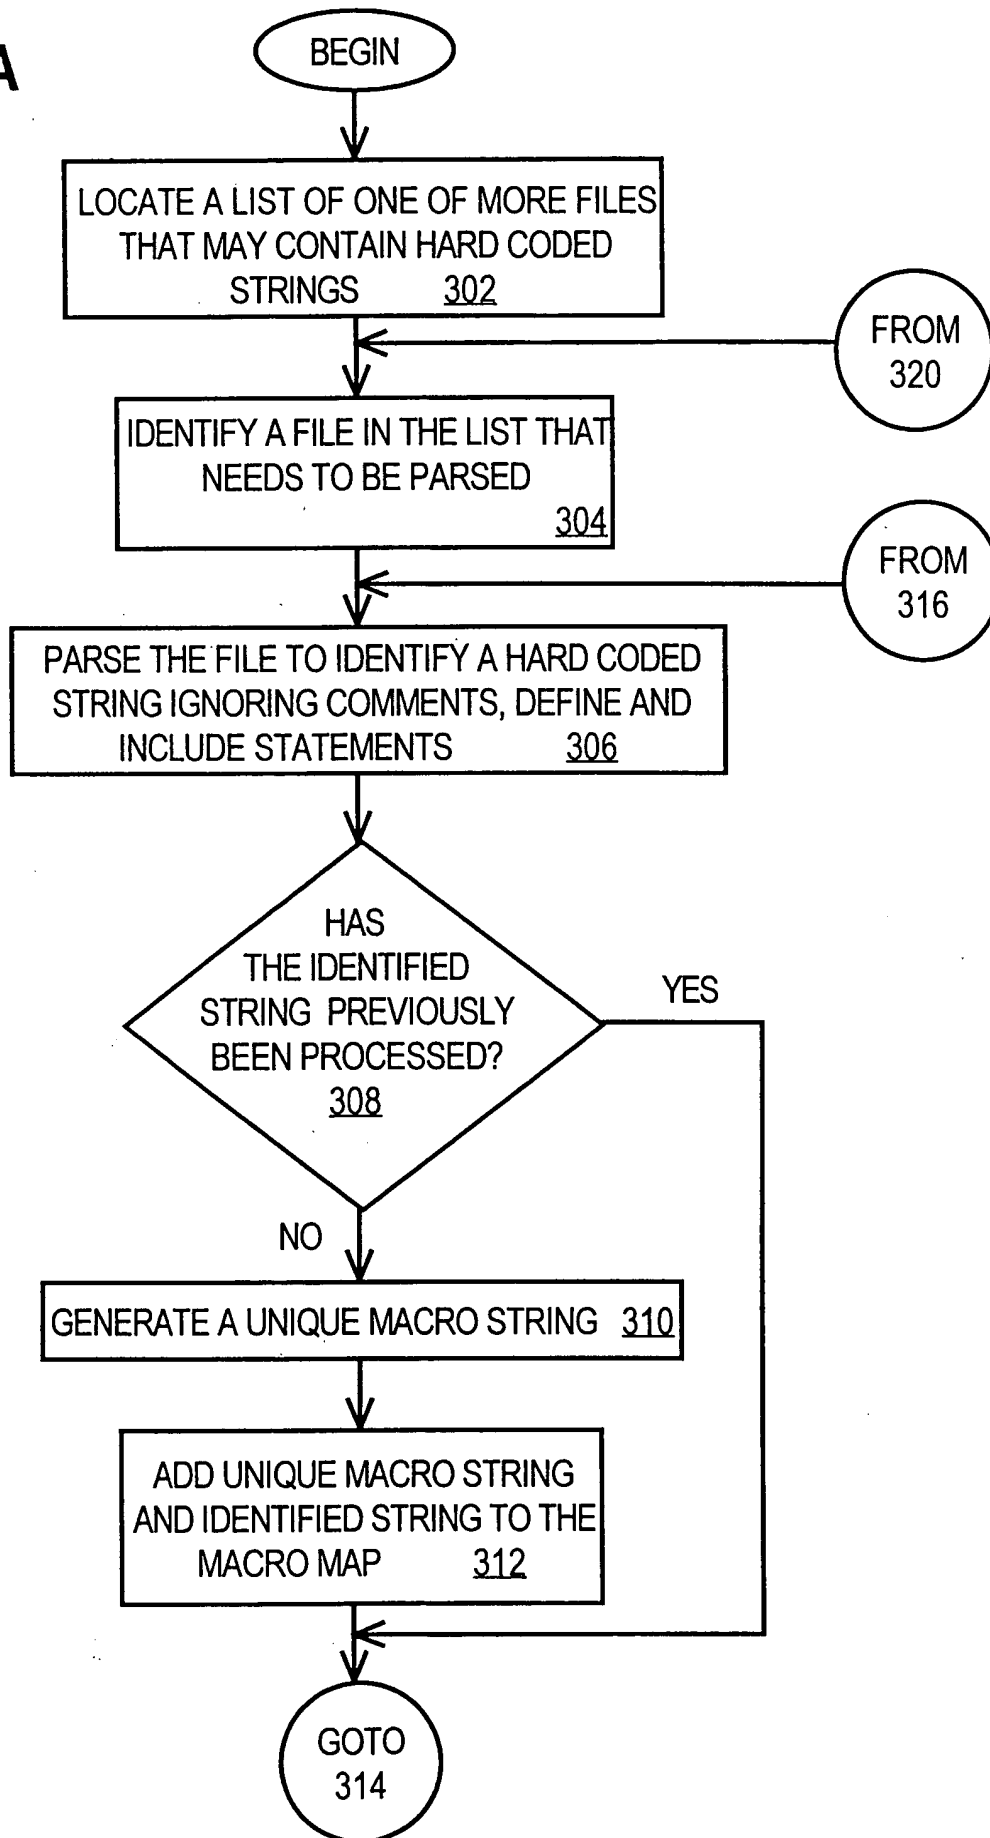 A
BEGIN
LOCATE A LIST OF ONE OF MORE FILES
THAT MAY CONTAIN HARD CODED
STRINGS 302
FROM
320
IDENTIFY A FILE IN THE LIST THAT
NEEDS TO BE PARSED
304
FROM
316
PARSE THE FILE TO IDENTIFY A HARD CODED
STRING IGNORING COMMENTS, DEFINE AND
INCLUDE STATEMENTS 306
HAS
THE IDENTIFIED
STRING PREVIOUSLY
BEEN PROCESSED?
308
YES
NO
GENERATE A UNIQUE MACRO STRING 310
ADD UNIQUE MACRO STRING
AND IDENTIFIED STRING TO THE
MACRO MAP 312
GOTO
314